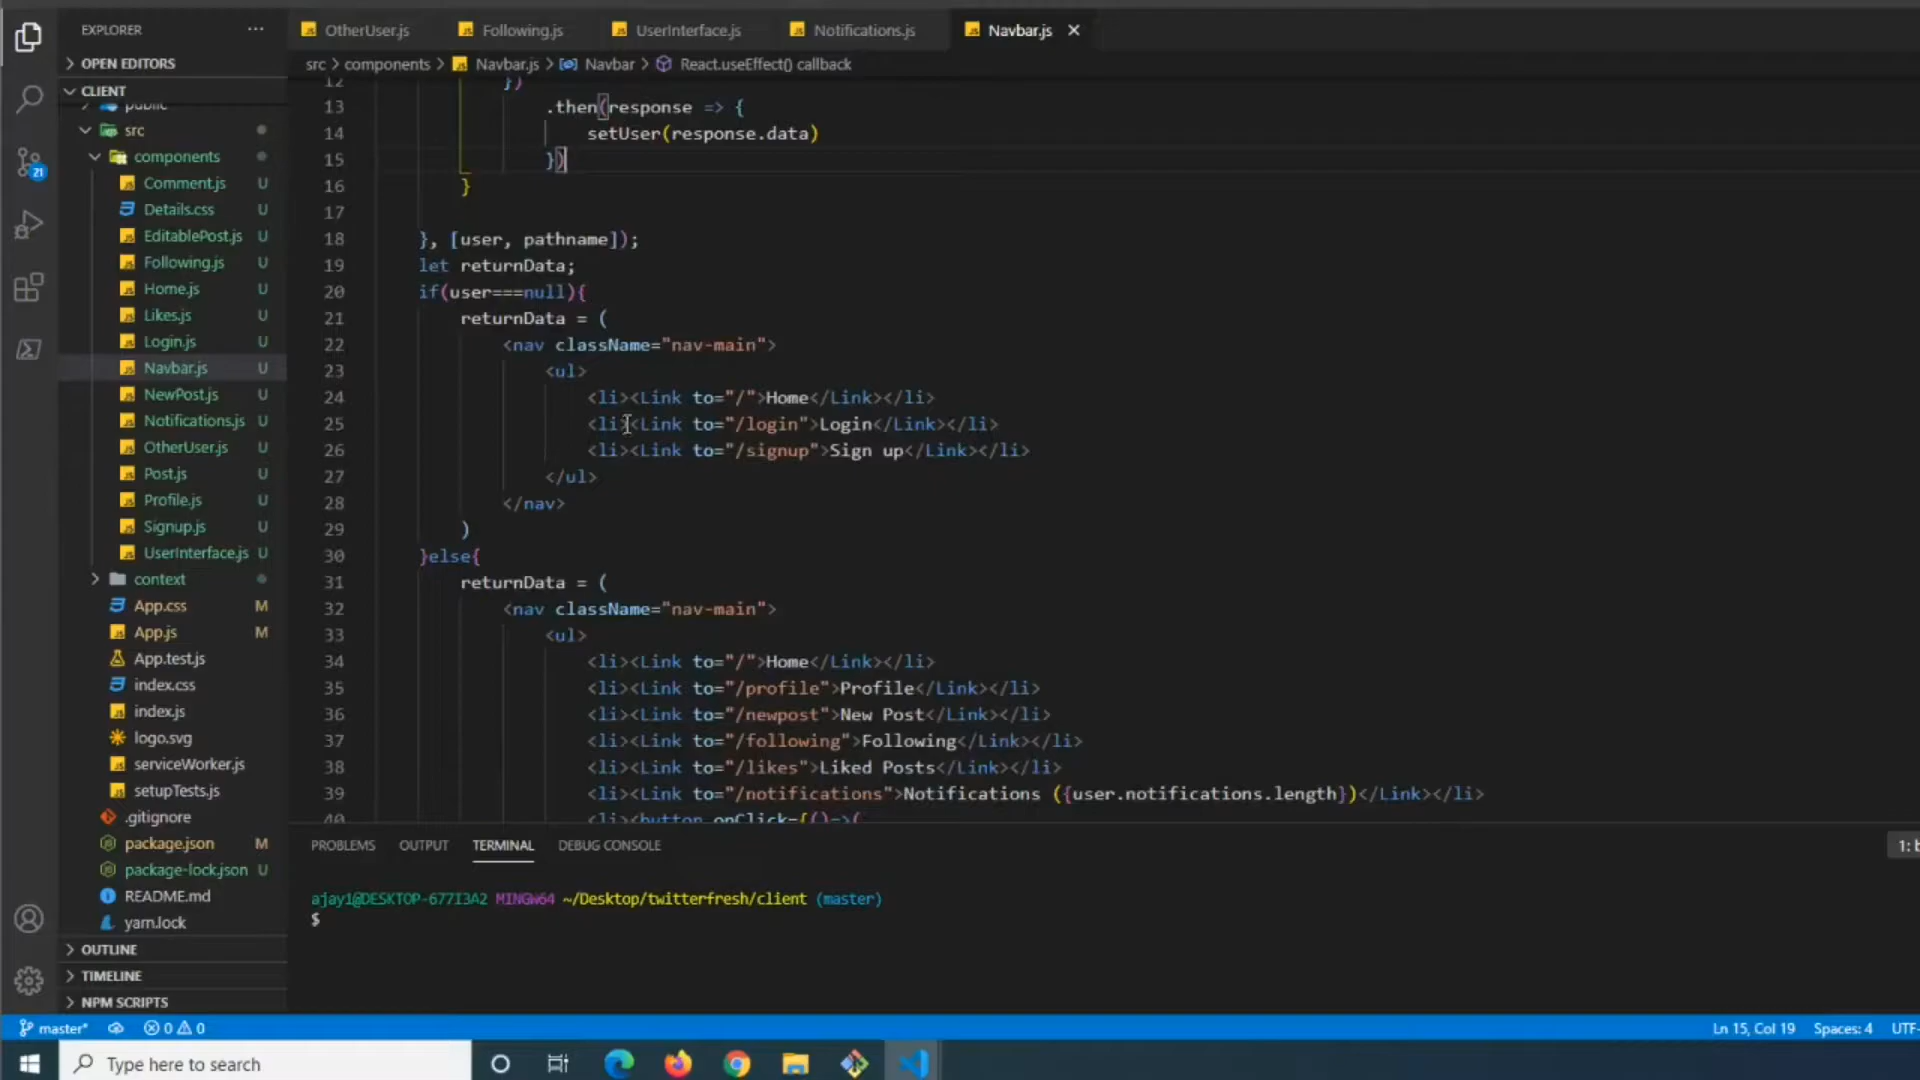 EXPLORER
OtherUser.js
Following.js
UserInterface.js
Notifications.js
Navbar.js
OPEN EDITORS
src > components > Navbar.js > Navbar > React.useEffect() callback
CLIENT
public
src
components
Comment.js U
Details.css U
EditablePost.js U
Following.js U
Home.js U
Likes.js U
Login.js U
Navbar.js U
NewPost.js U
Notifications.js U
OtherUser.js U
Post.js U
Profile.js U
Signup.js U
UserInterface.js U
context
App.css M
App.js M
App.test.js
index.css
index.js
logo.svg
serviceWorker.js
setupTests.js
.gitignore
package.json M
package-lock.json U
README.md
yarn.lock
OUTLINE
TIMELINE
NPM SCRIPTS
21
12 })
13 .then(response => {
14 setUser(response.data)
15 })
16 }
17
18 }, [user, pathname]);
19 let returnData;
20 if(user===null){
21 returnData = (
22 <nav className="nav-main">
23 <ul>
24 <li><Link to="/">Home</Link></li>
25 <li><Link to="/login">Login</Link></li>
26 <li><Link to="/signup">Sign up</Link></li>
27 </ul>
28 </nav>
29 )
30 }else{
31 returnData = (
32 <nav className="nav-main">
33 <ul>
34 <li><Link to="/">Home</Link></li>
35 <li><Link to="/profile">Profile</Link></li>
36 <li><Link to="/newpost">New Post</Link></li>
37 <li><Link to="/following">Following</Link></li>
38 <li><Link to="/likes">Liked Posts</Link></li>
39 <li><Link to="/notifications">Notifications ({user.notifications.length})</Link></li>
40 <li><button onClick={()=>(
PROBLEMS OUTPUT TERMINAL DEBUG CONSOLE
1: b
ajay1@DESKTOP-677I3A2 MINGW64 ~/Desktop/twitterfresh/client (master)
$
master* 0 0
Ln 15, Col 19 Spaces: 4 UTF-
Type here to search